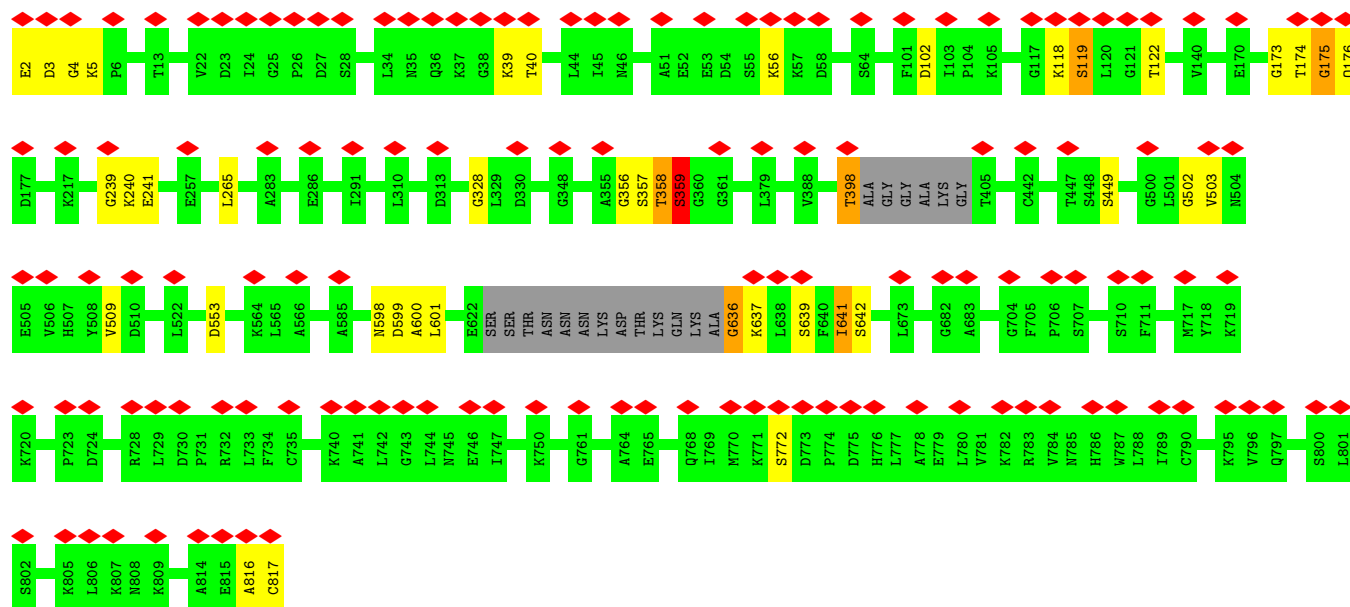 E2 D3 G4 K5 P6 T13 V22 D23 I24 G25 P26 D27 S28 L34 N35 Q36 K37 G38 K39 T40 L44 I45 N46 A51 E52 E53 D54 S55 K56 K57 D58 S64 F101 D102 I103 P104 K105 G117 K118 S119 L120 G121 T122 V140 E170 G173 T174 G175 Q176
D177 K217 G239 K240 E241 E257 L265 A283 E286 I291 L310 D313 G328 L329 D330 G348 A355 G356 S357 T358 S359 G360 G361 L379 V388 T398 ALA GLY GLY ALA LYS GLY T405 C442 T447 S448 S449 G500 L501 G502 V503 N504
E505 V506 H507 Y508 V509 D510 L522 D553 K564 L565 A566 A585 N598 D599 A600 L601 E622 SER SER THR ASN ASN ASN LYS ASP THR LYS GLN LYS ALA G636 K637 L638 S639 F640 I641 S642 L673 G682 A683 G704 F705 P706 S707 S710 F711 M717 Y718 K719
K720 P723 D724 R728 L729 D730 P731 R732 L733 F734 C735 K740 A741 L742 G743 L744 N745 E746 I747 K750 G761 A764 E765 Q768 I769 M770 K771 S772 D773 P774 D775 H776 L777 A778 E779 L780 V781 K782 R783 V784 N785 H786 W787 L788 I789 C790 K795 V796 Q797 S800 L801
S802 K805 L806 K807 N808 K809 A814 E815 A816 C817